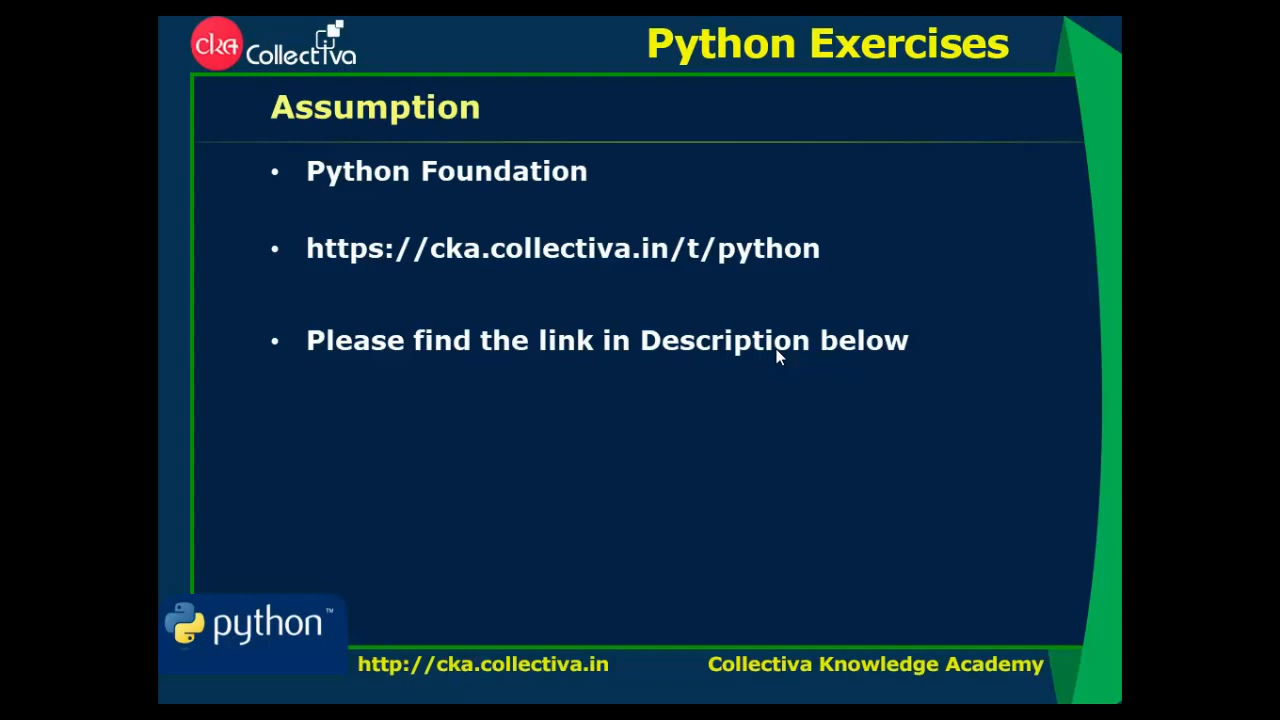 cka Collectiva
Python Exercises
Assumption
• Python Foundation
• https://cka.collectiva.in/t/python
• Please find the link in Description below
python™
http://cka.collectiva.in
Collectiva Knowledge Academy